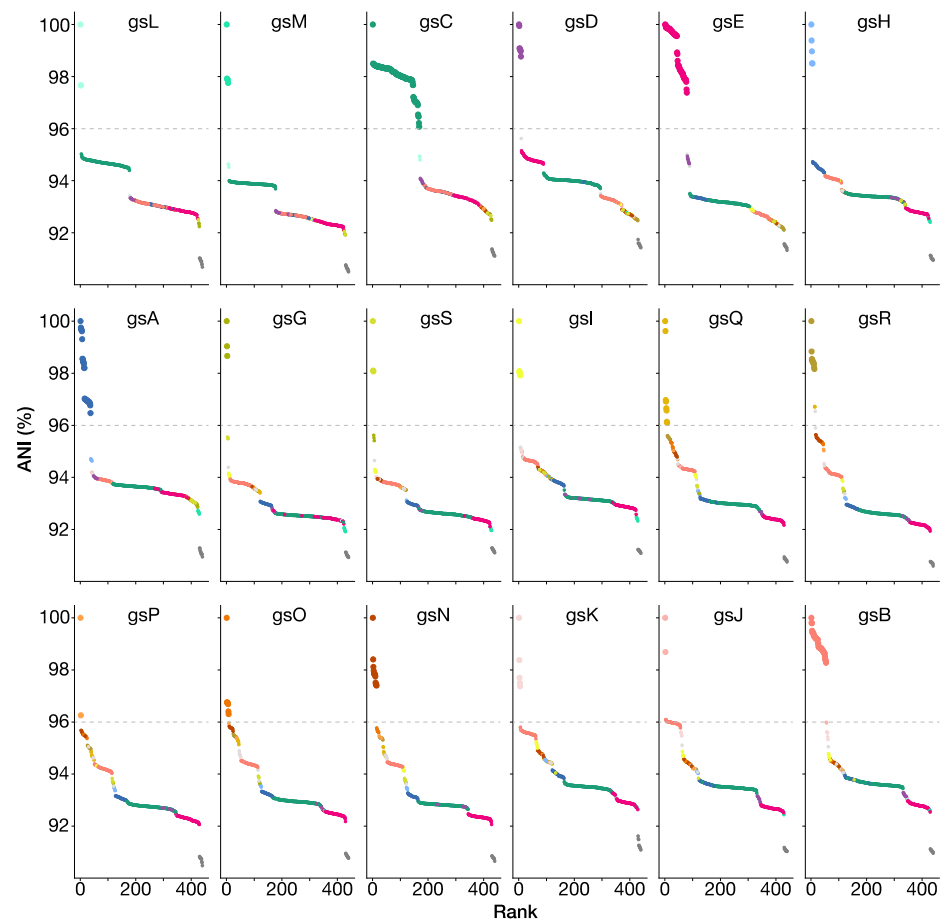 gsL gsM gsC gsD gsE gsH
100
98
96
94
92
gsA gsG gsS gsI gsQ gsR
100
98
96
94
92
ANI (%)
gsP gsO gsN gsK gsJ gsB
100
98
96
94
92
0 200 400 0 200 400 0 200 400 0 200 400 0 200 400 0 200 400
Rank